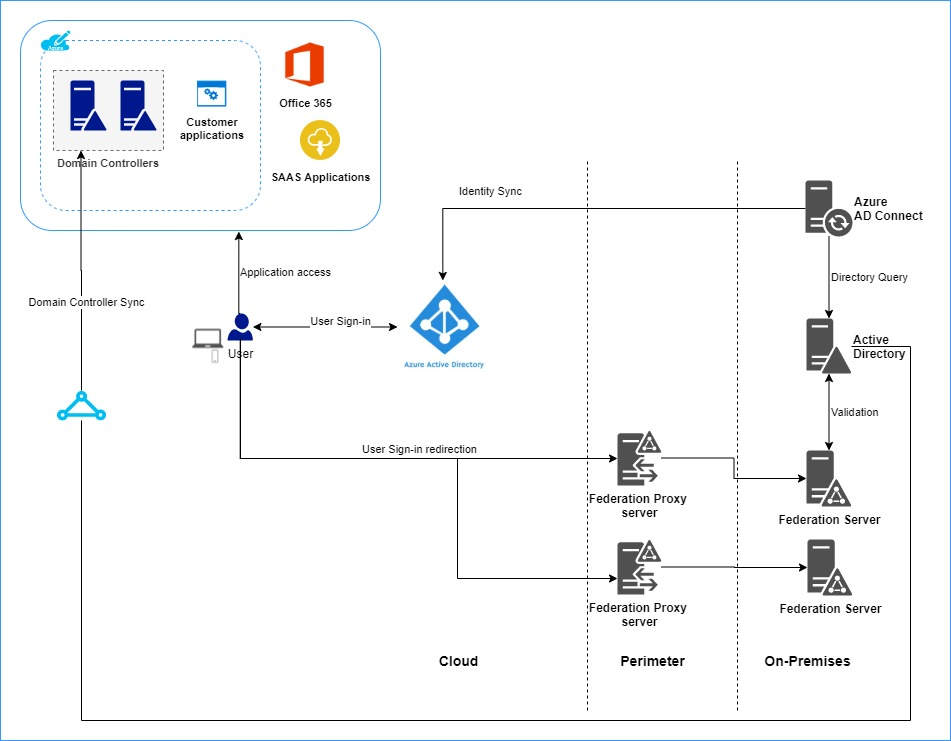 Azure
Office 365
Customer
applications
Domain Controllers
SAAS Applications
Identity Sync
Azure
AD Connect
Application access
Directory Query
Domain Controller Sync
User Sign-in
User
Active
Directory
Azure Active Directory
Validation
User Sign-in redirection
Federation Proxy
server
Federation Server
Federation Proxy
server
Federation Server
Cloud
Perimeter
On-Premises